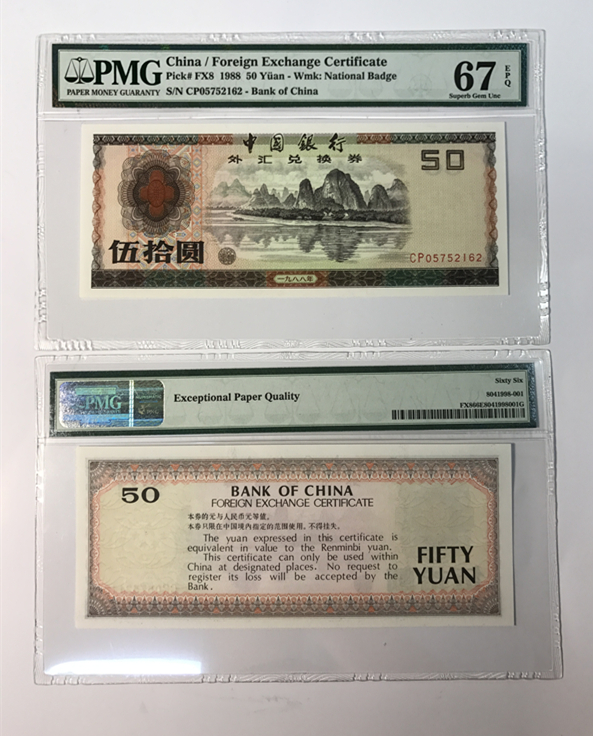 PMG
PAPER MONEY GUARANTY
China / Foreign Exchange Certificate
Pick# FX8 1988 50 Yüan - Wmk: National Badge
S/N CP05752162 - Bank of China
67
EPQ
Superb Gem Unc
中国银行
外汇兑换券
50
伍拾圆
CP05752162
一九八八年
PMG
Exceptional Paper Quality
Sixty Six
8041998-001
FX866E8041998001G
50
BANK OF CHINA
FOREIGN EXCHANGE CERTIFICATE
本券的元与人民币元等值。
本券只限在中国境内指定的范围使用，不得挂失。
The yuan expressed in this certificate is
equivalent in value to the Renminbi yuan.
This certificate can only be used within
China at designated places. No request to
register its loss will be accepted by the
Bank.
FIFTY
YUAN